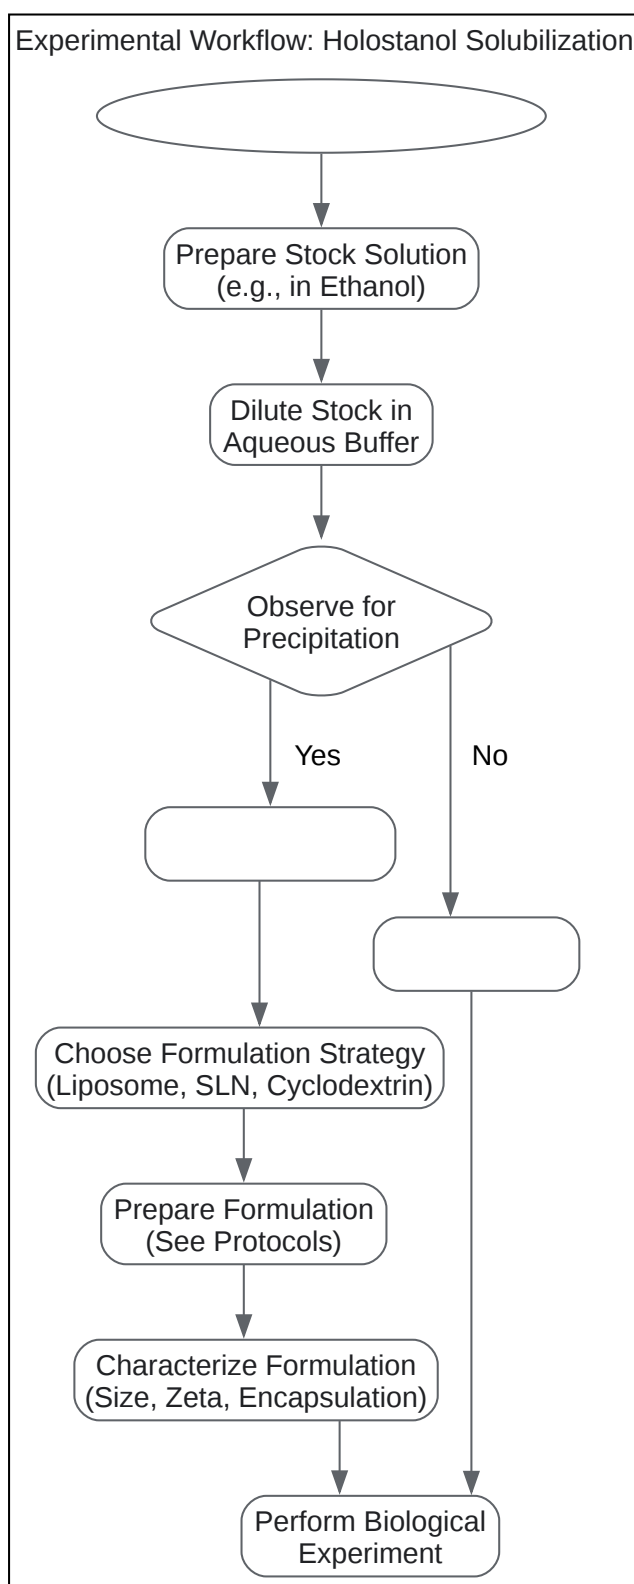 Experimental Workflow: Holostanol Solubilization
Prepare Stock Solution
(e.g., in Ethanol)
Dilute Stock in
Aqueous Buffer
Observe for
Precipitation
Yes
No
Choose Formulation Strategy
(Liposome, SLN, Cyclodextrin)
Prepare Formulation
(See Protocols)
Characterize Formulation
(Size, Zeta, Encapsulation)
Perform Biological
Experiment